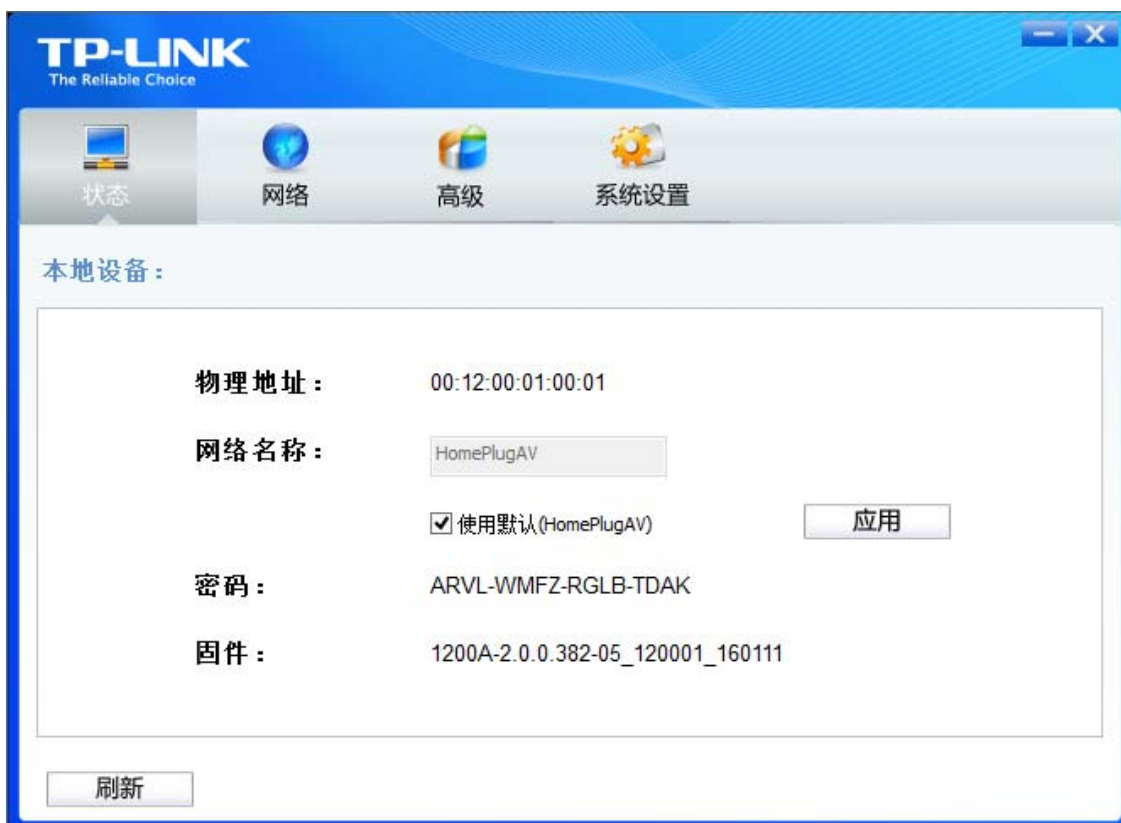 TP-LINK
The Reliable Choice
状态 网络 高级 系统设置
本地设备：
物理地址： 00:12:00:01:00:01
网络名称： HomePlugAV
使用默认(HomePlugAV) 应用
密码： ARVL-WMFZ-RGLB-TDAK
固件： 1200A-2.0.0.382-05_120001_160111
刷新